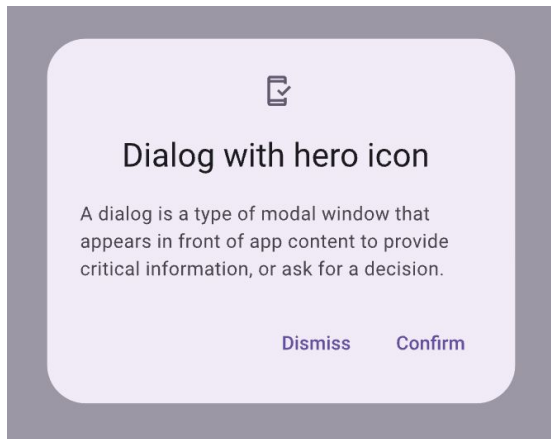 Dialog with hero icon
A dialog is a type of modal window that
appears in front of app content to provide
critical information, or ask for a decision.
Dismiss Confirm